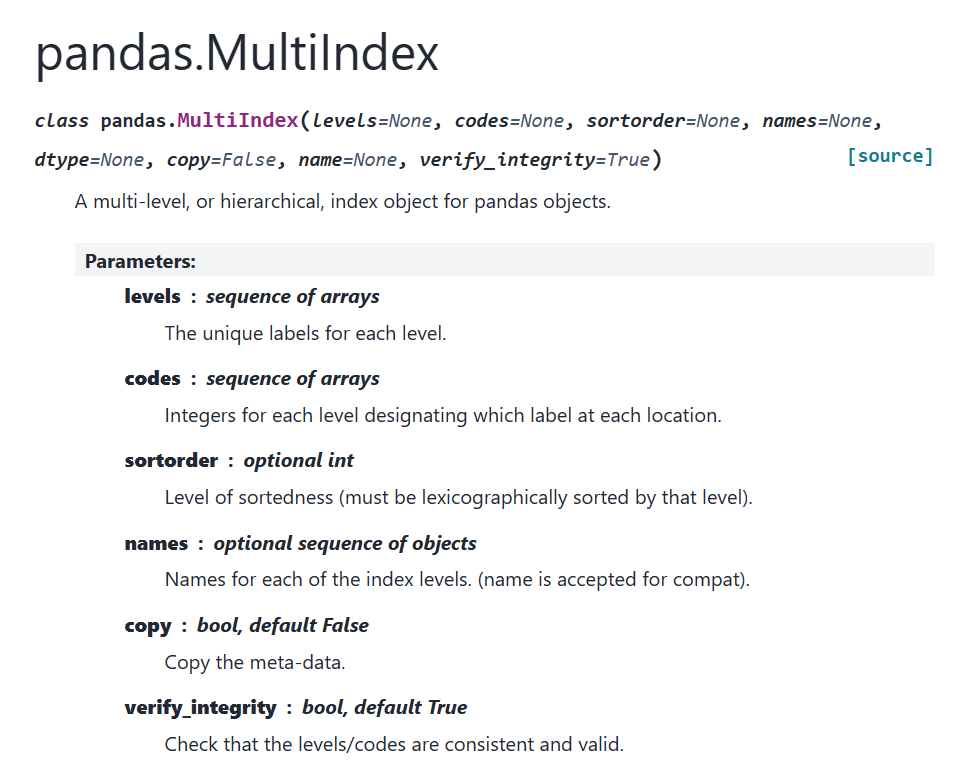 pandas.MultiIndex
class pandas.MultiIndex(levels=None, codes=None, sortorder=None, names=None,
dtype=None, copy=False, name=None, verify_integrity=True) [source]
A multi-level, or hierarchical, index object for pandas objects.
Parameters:
levels : sequence of arrays
The unique labels for each level.
codes : sequence of arrays
Integers for each level designating which label at each location.
sortorder : optional int
Level of sortedness (must be lexicographically sorted by that level).
names : optional sequence of objects
Names for each of the index levels. (name is accepted for compat).
copy : bool, default False
Copy the meta-data.
verify_integrity : bool, default True
Check that the levels/codes are consistent and valid.